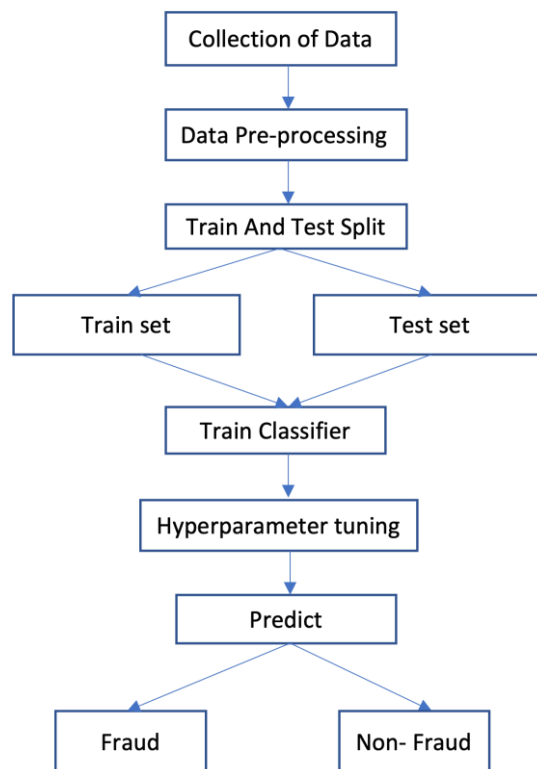 Collection of Data
Data Pre-processing
Train And Test Split
Train set
Test set
Train Classifier
Hyperparameter tuning
Predict
Fraud
Non- Fraud